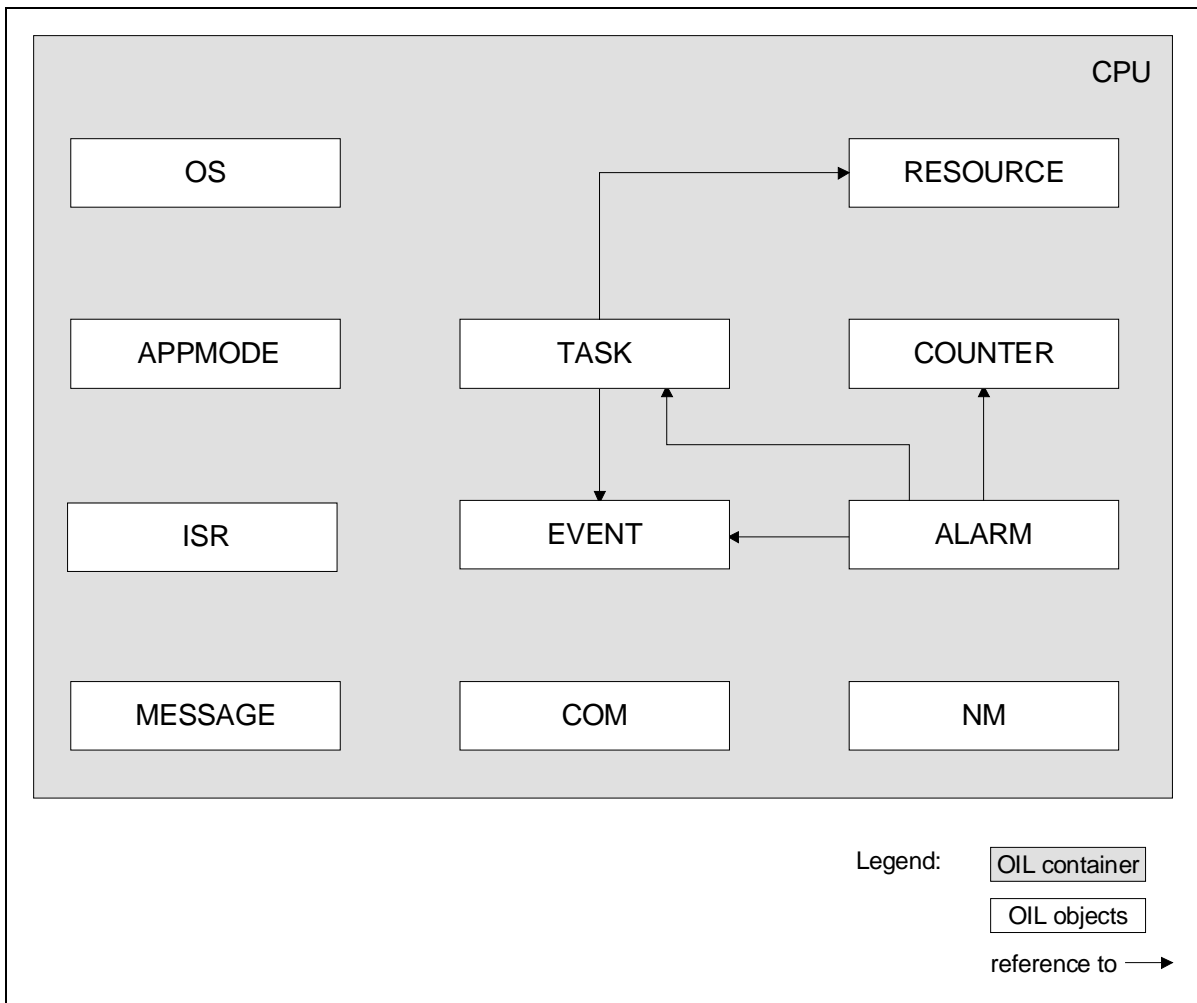 CPU
OS
RESOURCE
APPMODE
TASK
COUNTER
ISR
EVENT
ALARM
MESSAGE
COM
NM
Legend:
OIL container
OIL objects
reference to